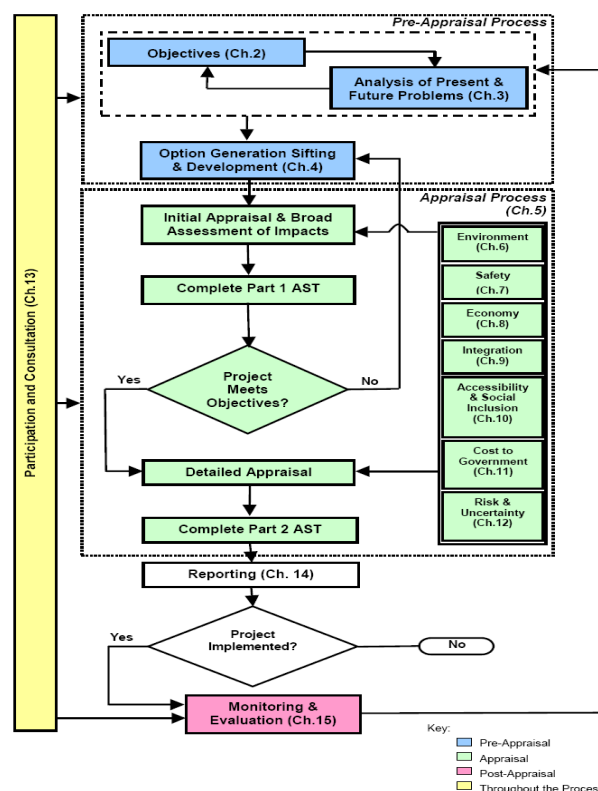 Pre-Appraisal Process
Objectives (Ch.2)
Analysis of Present &
Future Problems (Ch.3)
Option Generation Sifting
& Development (Ch.4)
Appraisal Process
(Ch.5)
Initial Appraisal & Broad
Assessment of Impacts
Complete Part 1 AST
Project
Meets
Objectives?
Yes
No
Detailed Appraisal
Complete Part 2 AST
Environment
(Ch.6)
Safety
(Ch.7)
Economy
(Ch.8)
Integration
(Ch.9)
Accessibility
& Social
Inclusion
(Ch.10)
Cost to
Government
(Ch.11)
Risk &
Uncertainty
(Ch.12)
Participation and Consultation (Ch.13)
Reporting (Ch. 14)
Project
Implemented?
Yes
No
Monitoring &
Evaluation (Ch.15)
Key:
Pre-Appraisal
Appraisal
Post-Appraisal
Throughout the Proces